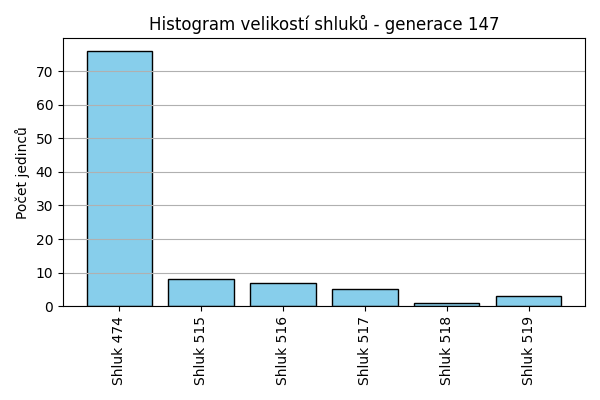 Histogram velikostí shluků - generace 147
Počet jedinců
70
60
50
40
30
20
10
0
Shluk 474
Shluk 515
Shluk 516
Shluk 517
Shluk 518
Shluk 519